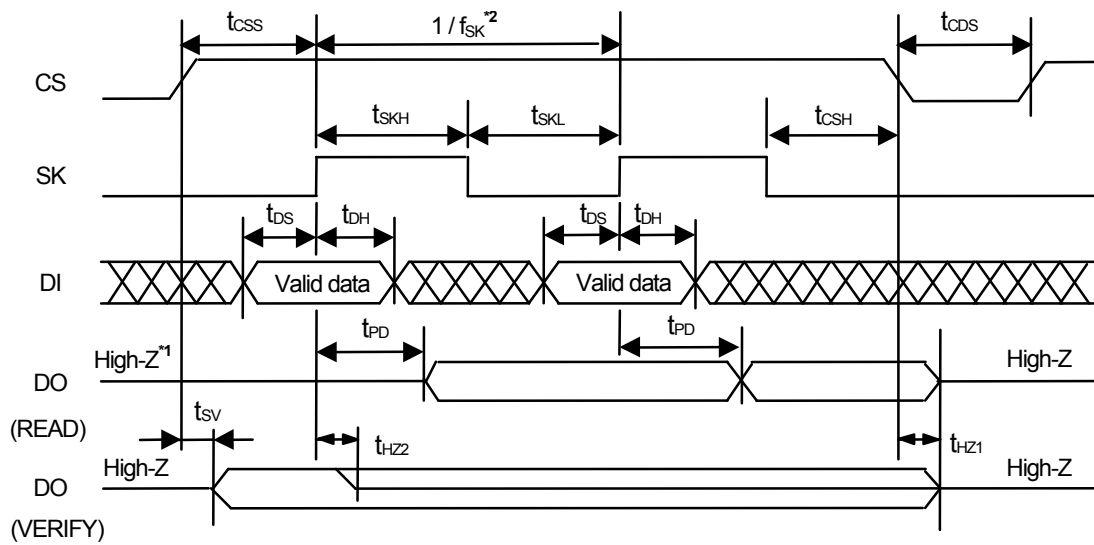 tCSS
1 / fSK*2
tCDS
CS
tSKH
tSKL
tCSH
SK
tDS
tDH
tDS
tDH
DI
Valid data
Valid data
tPD
tPD
High-Z*1
High-Z
DO
(READ)
tSV
tHZ2
tHZ1
High-Z
High-Z
DO
(VERIFY)